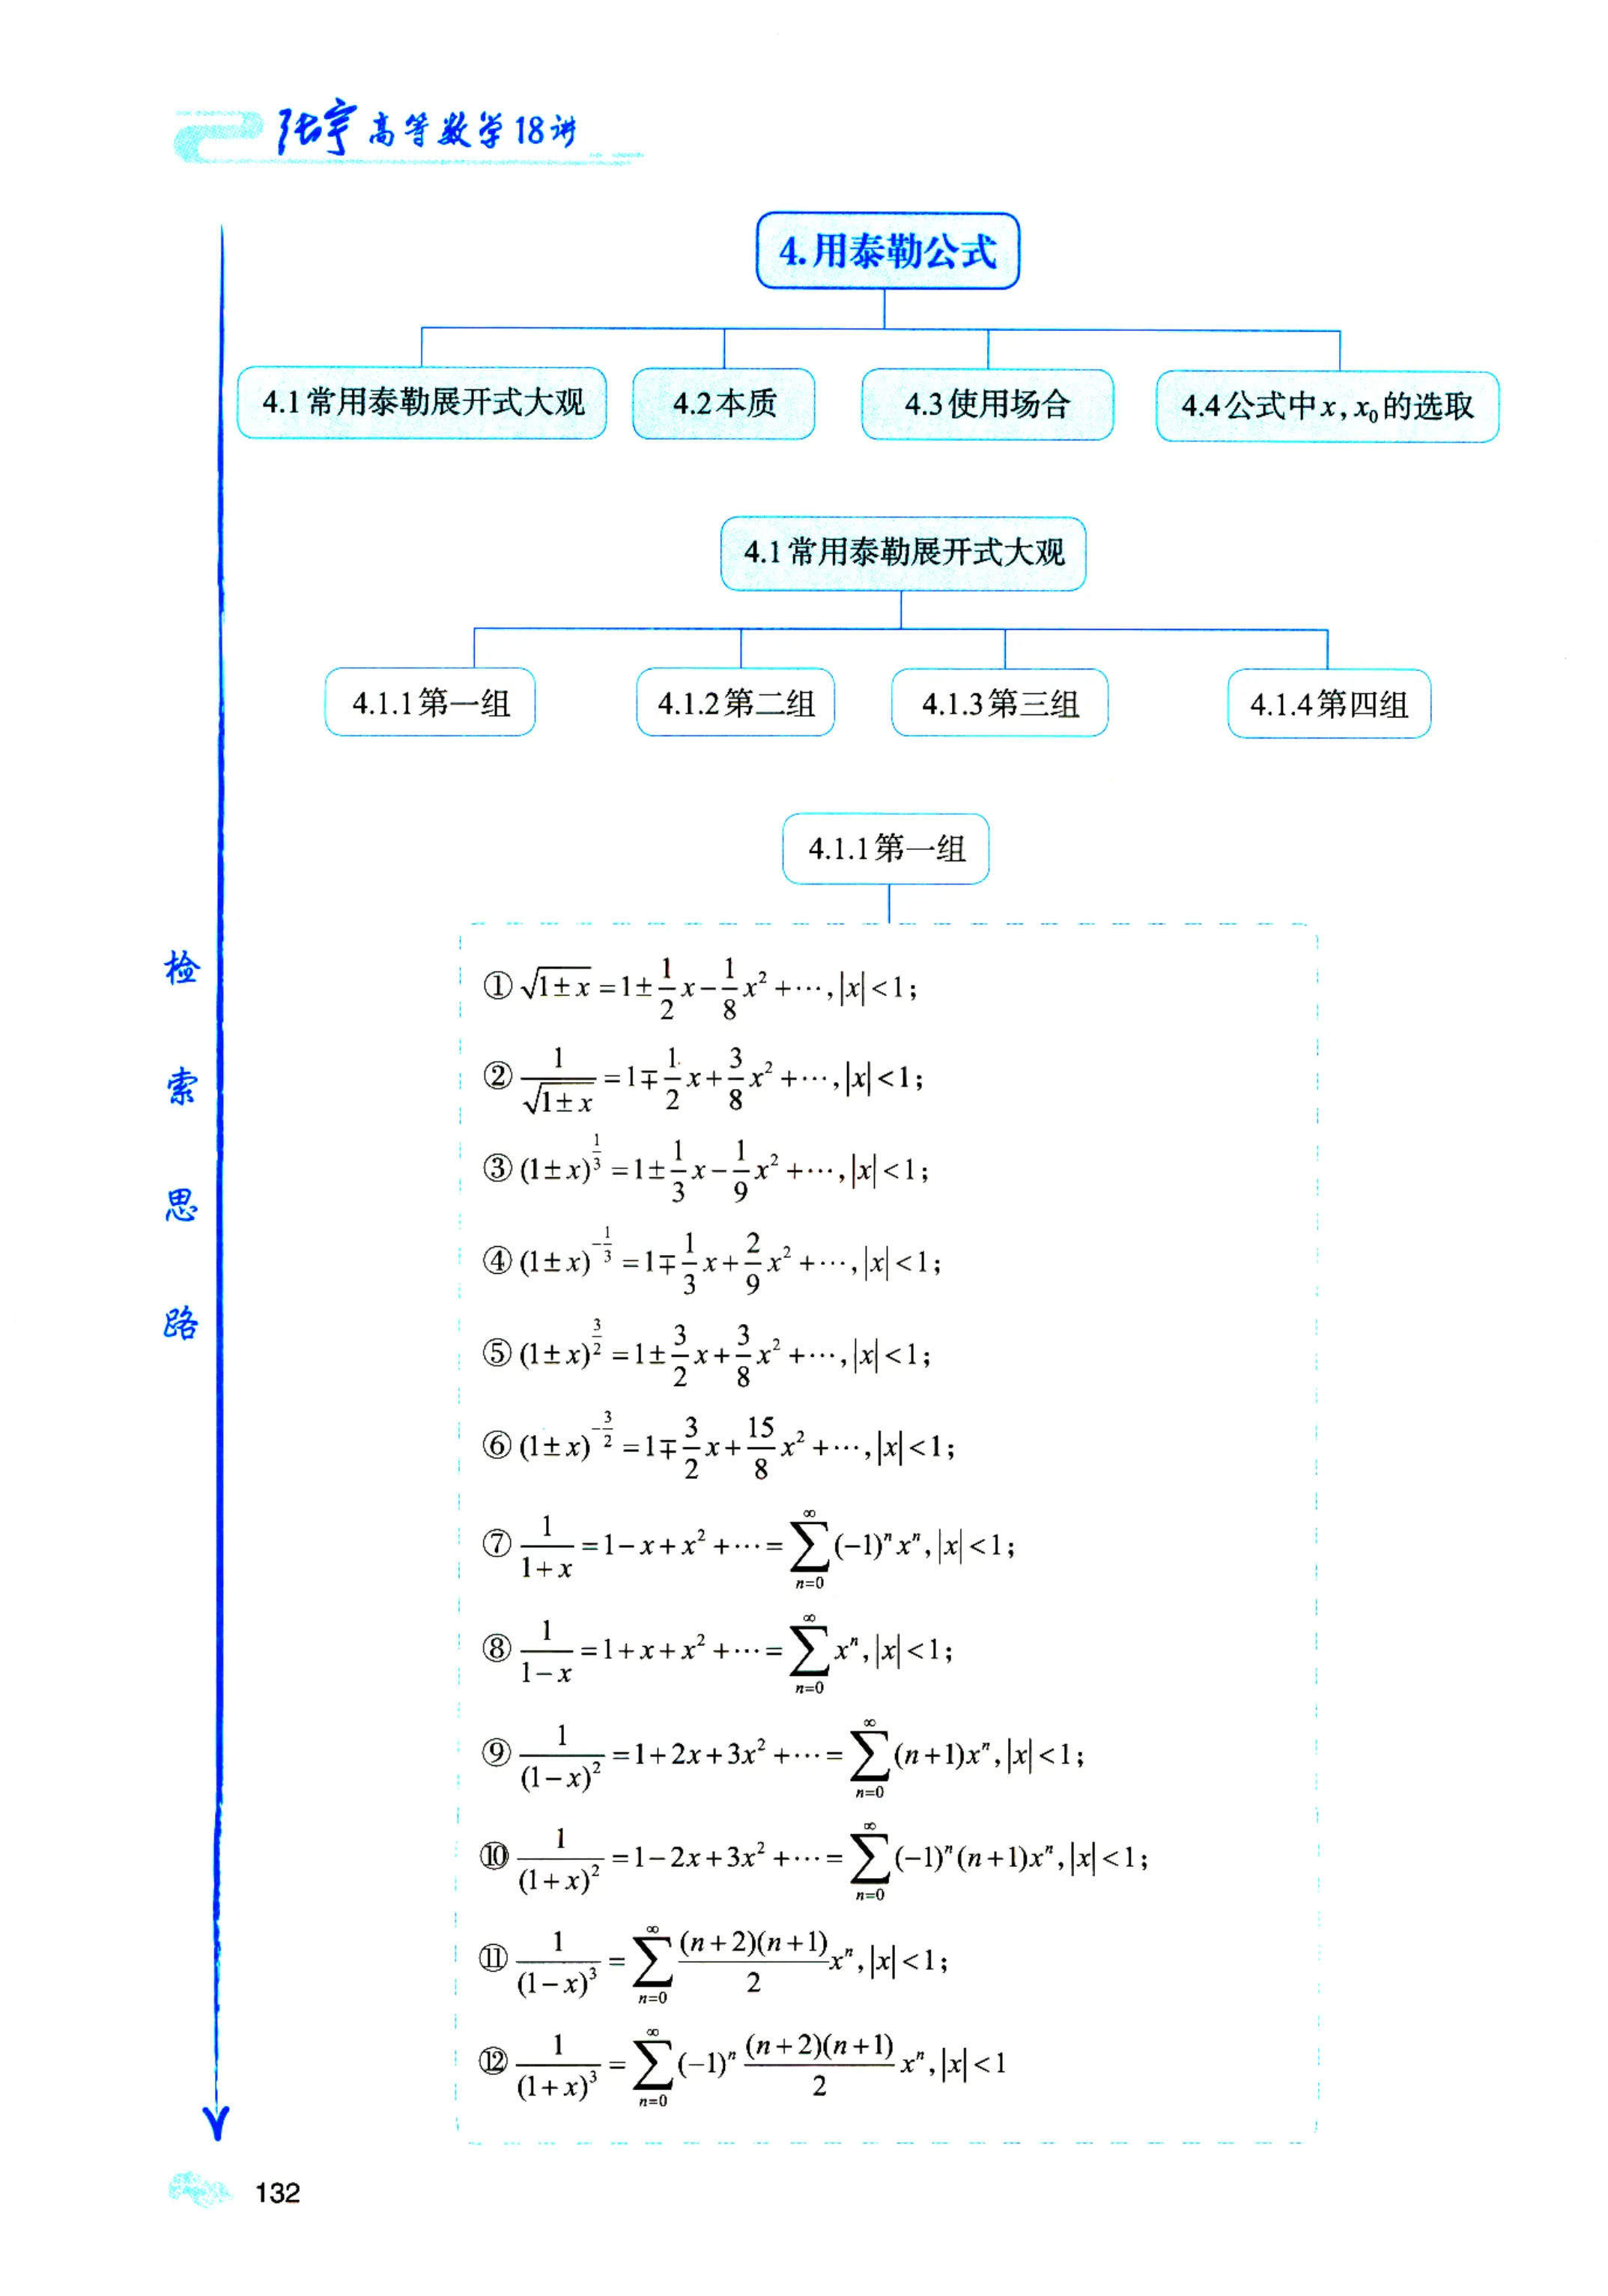 张宇高等数学18讲
4.用泰勒公式
4.1常用泰勒展开式大观 4.2本质 4.3使用场合 4.4公式中x,x₀的选取
4.1常用泰勒展开式大观
4.1.1第一组 4.1.2第二组 4.1.3第三组 4.1.4第四组
4.1.1第一组
检索思路
① $\sqrt{1\pm x}=1\pm\frac{1}{2}x-\frac{1}{8}x^2+\cdots,|x|<1$;
② $\frac{1}{\sqrt{1\pm x}}=1\mp\frac{1}{2}x+\frac{3}{8}x^2+\cdots,|x|<1$;
③ $(1\pm x)^{\frac{1}{3}}=1\pm\frac{1}{3}x-\frac{1}{9}x^2+\cdots,|x|<1$;
④ $(1\pm x)^{-\frac{1}{3}}=1\mp\frac{1}{3}x+\frac{2}{9}x^2+\cdots,|x|<1$;
⑤ $(1\pm x)^{\frac{3}{2}}=1\pm\frac{3}{2}x+\frac{3}{8}x^2+\cdots,|x|<1$;
⑥ $(1\pm x)^{-\frac{3}{2}}=1\mp\frac{3}{2}x+\frac{15}{8}x^2+\cdots,|x|<1$;
⑦ $\frac{1}{1+x}=1-x+x^2+\cdots=\sum_{n=0}^{\infty}(-1)^n x^n,|x|<1$;
⑧ $\frac{1}{1-x}=1+x+x^2+\cdots=\sum_{n=0}^{\infty}x^n,|x|<1$;
⑨ $\frac{1}{(1-x)^2}=1+2x+3x^2+\cdots=\sum_{n=0}^{\infty}(n+1)x^n,|x|<1$;
⑩ $\frac{1}{(1+x)^2}=1-2x+3x^2+\cdots=\sum_{n=0}^{\infty}(-1)^n(n+1)x^n,|x|<1$;
⑪ $\frac{1}{(1-x)^3}=\sum_{n=0}^{\infty}\frac{(n+2)(n+1)}{2}x^n,|x|<1$;
⑫ $\frac{1}{(1+x)^3}=\sum_{n=0}^{\infty}(-1)^n\frac{(n+2)(n+1)}{2}x^n,|x|<1$
132